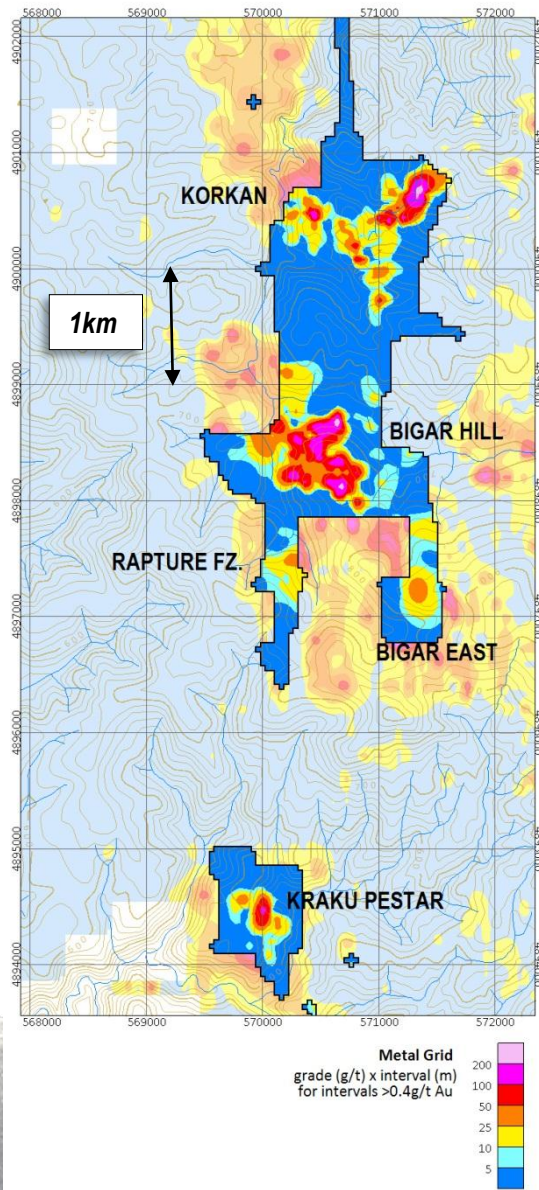 568000 569000 570000 571000 572000
4902000
4901000
KORKAN
4900000
1km
4899000
BIGAR HILL
4898000
RAPTURE FZ.
4897000
BIGAR EAST
4896000
4895000
KRAKU PESTAR
4894000
568000 569000 570000 571000 572000
Metal Grid
grade (g/t) x interval (m)
for intervals >0.4g/t Au
200
100
50
25
10
5